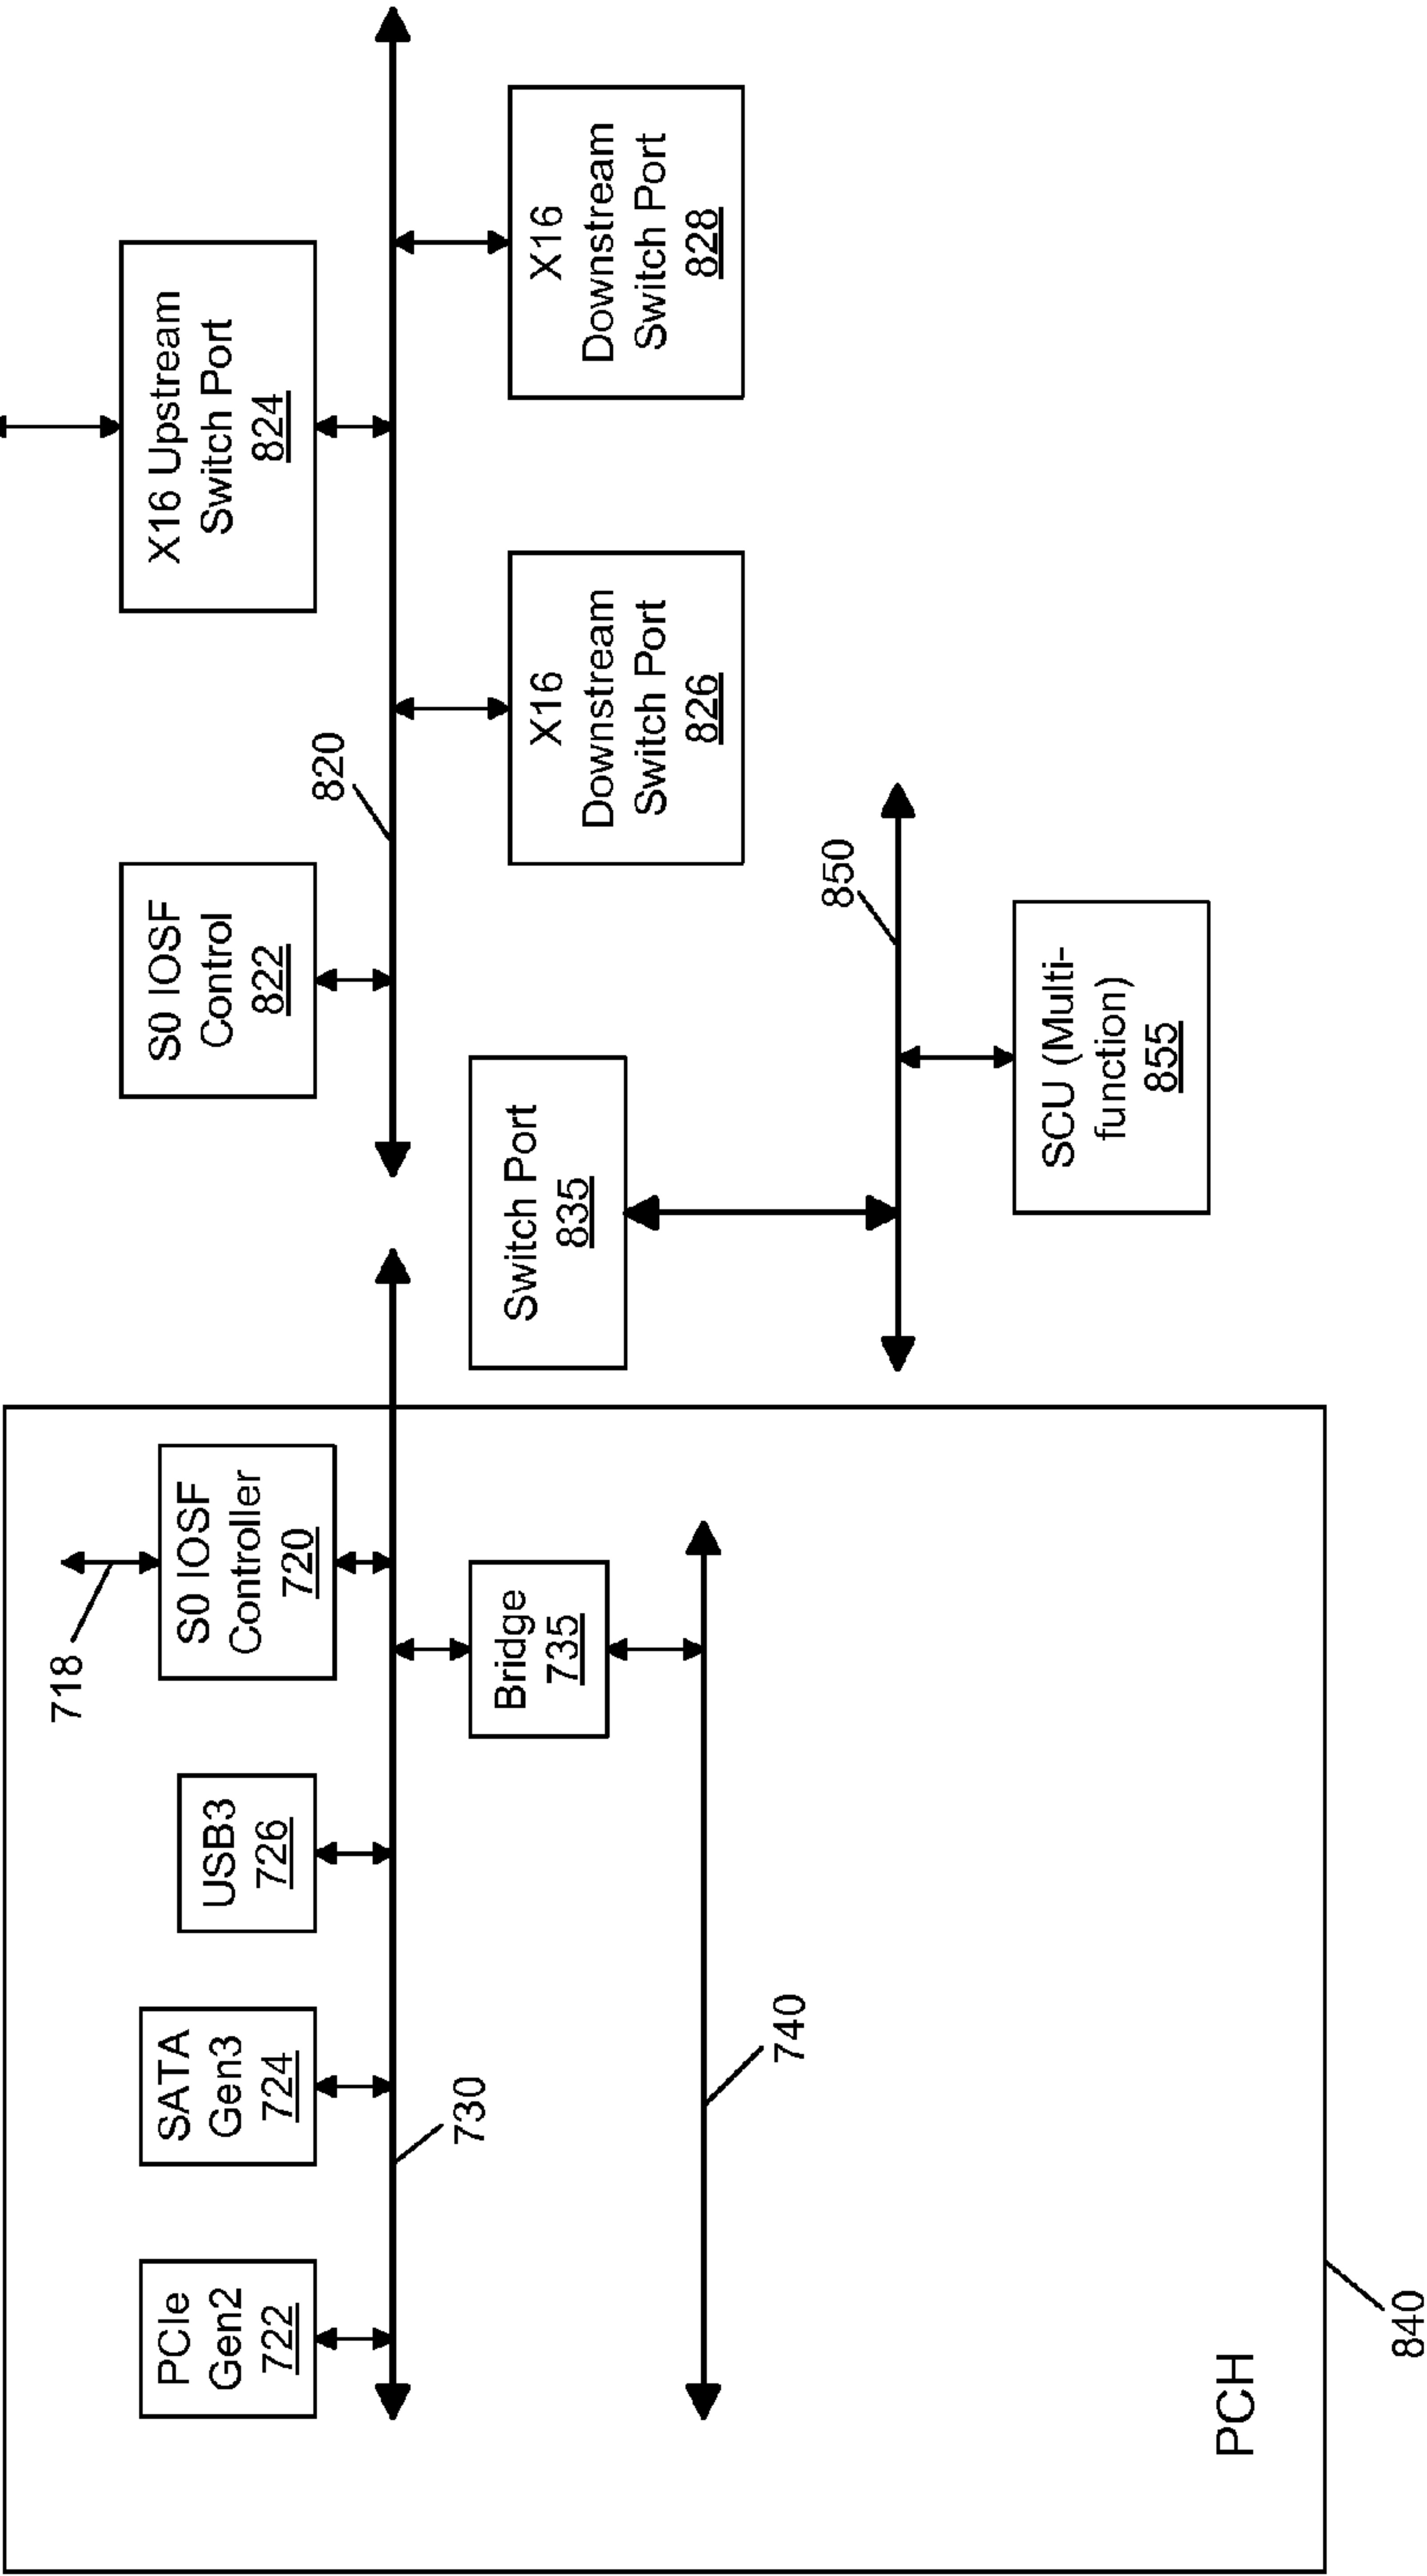 718
PCIe
Gen2
722
SATA
Gen3
724
USB3
726
S0 IOSF
Controller
720
730
Bridge
735
740
PCH
840
S0 IOSF
Control
822
820
X16 Upstream
Switch Port
824
Switch Port
835
X16
Downstream
Switch Port
826
X16
Downstream
Switch Port
828
850
SCU (Multi-
function)
855